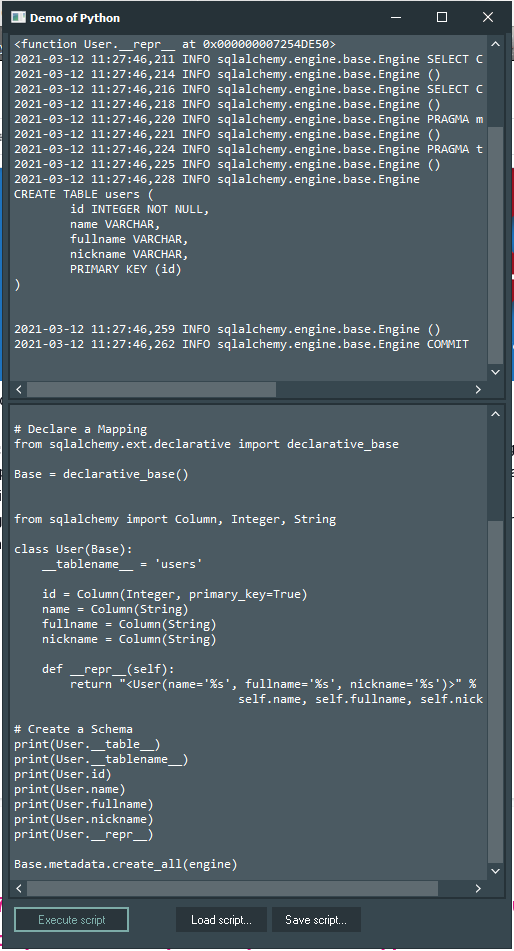 Demo of Python
<function User.__repr__ at 0x000000007254DE50>
2021-03-12 11:27:46,211 INFO sqlalchemy.engine.base.Engine SELECT C
2021-03-12 11:27:46,214 INFO sqlalchemy.engine.base.Engine ()
2021-03-12 11:27:46,216 INFO sqlalchemy.engine.base.Engine SELECT C
2021-03-12 11:27:46,218 INFO sqlalchemy.engine.base.Engine ()
2021-03-12 11:27:46,220 INFO sqlalchemy.engine.base.Engine PRAGMA m
2021-03-12 11:27:46,221 INFO sqlalchemy.engine.base.Engine ()
2021-03-12 11:27:46,224 INFO sqlalchemy.engine.base.Engine PRAGMA t
2021-03-12 11:27:46,225 INFO sqlalchemy.engine.base.Engine ()
2021-03-12 11:27:46,228 INFO sqlalchemy.engine.base.Engine
CREATE TABLE users (
        id INTEGER NOT NULL,
        name VARCHAR,
        fullname VARCHAR,
        nickname VARCHAR,
        PRIMARY KEY (id)
)
2021-03-12 11:27:46,259 INFO sqlalchemy.engine.base.Engine ()
2021-03-12 11:27:46,262 INFO sqlalchemy.engine.base.Engine COMMIT
# Declare a Mapping
from sqlalchemy.ext.declarative import declarative_base
Base = declarative_base()
from sqlalchemy import Column, Integer, String
class User(Base):
    __tablename__ = 'users'
    id = Column(Integer, primary_key=True)
    name = Column(String)
    fullname = Column(String)
    nickname = Column(String)
    def __repr__(self):
        return "<User(name='%s', fullname='%s', nickname='%s')>" %
                                self.name, self.fullname, self.nick
# Create a Schema
print(User.__table__)
print(User.__tablename__)
print(User.id)
print(User.name)
print(User.fullname)
print(User.nickname)
print(User.__repr__)
Base.metadata.create_all(engine)
Execute script
Load script...
Save script...